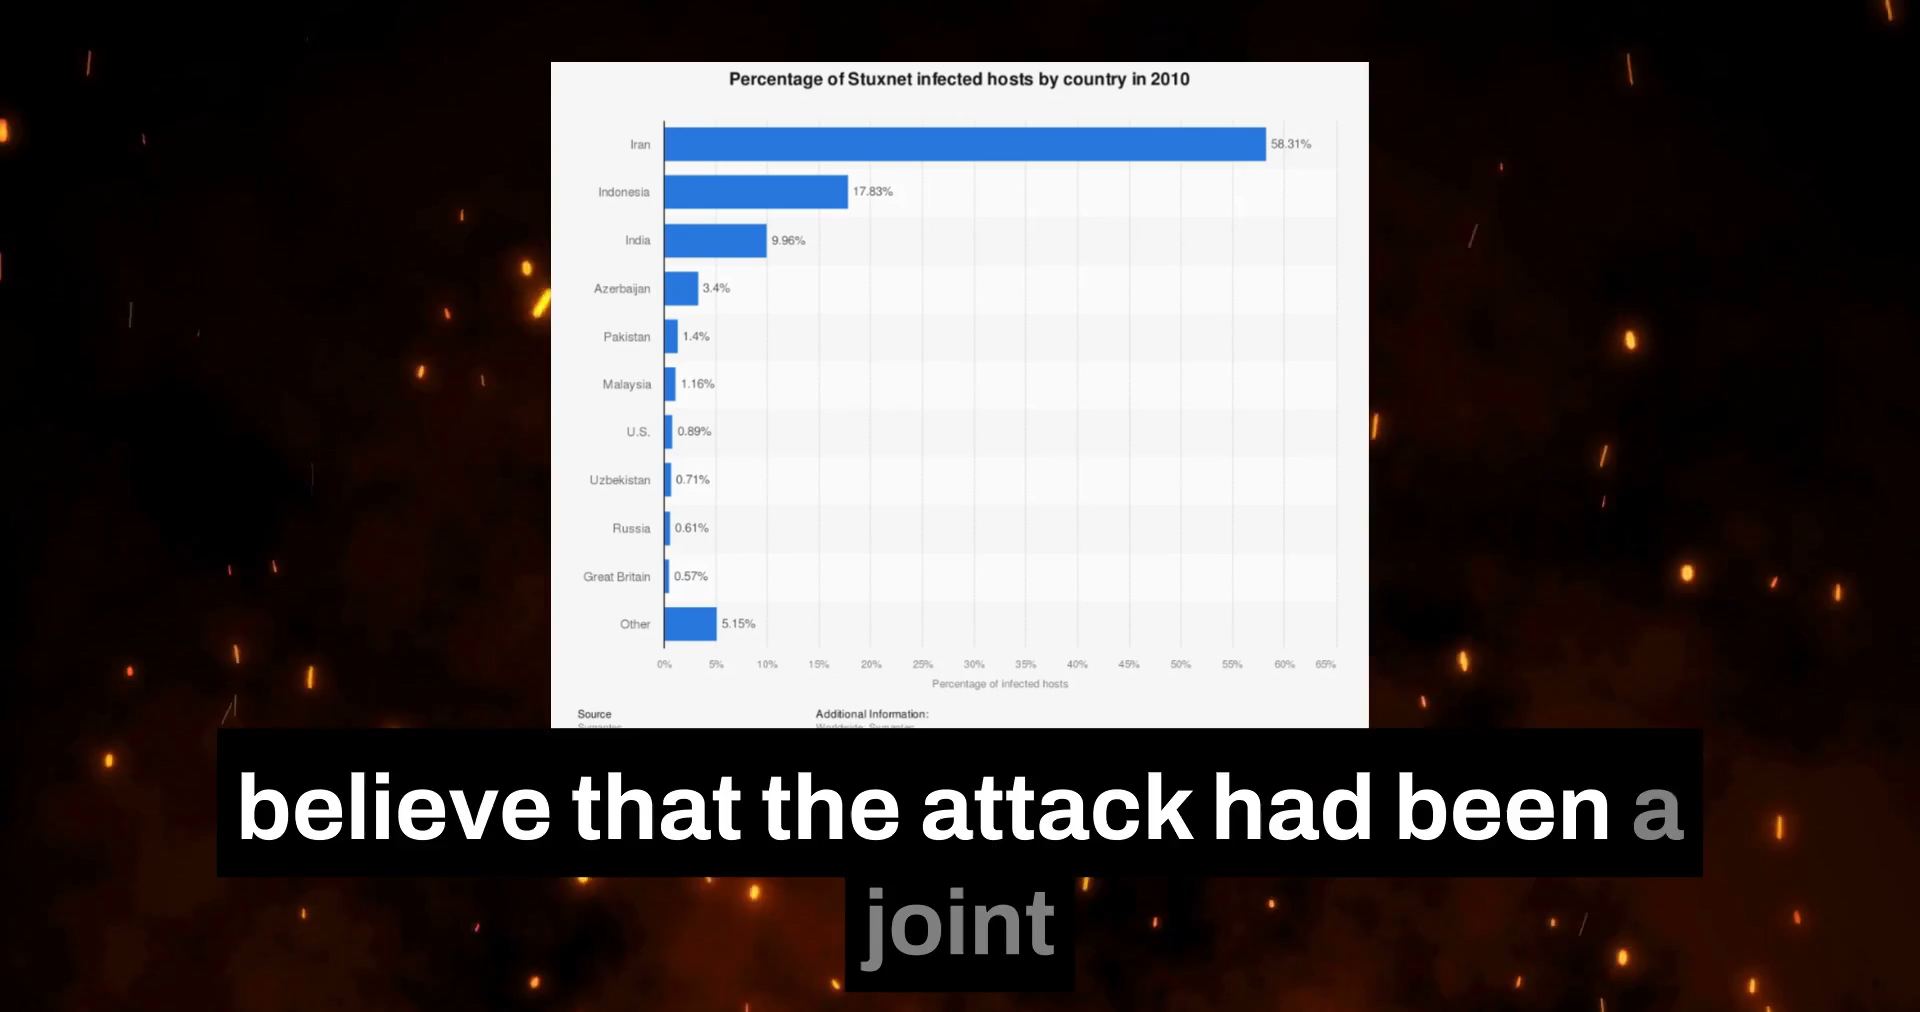 Percentage of Stuxnet infected hosts by country in 2010
Iran 58.31%
Indonesia 17.83%
India 9.96%
Azerbaijan 3.4%
Pakistan 1.4%
Malaysia 1.16%
U.S. 0.89%
Uzbekistan 0.71%
Russia 0.61%
Great Britain 0.57%
Other 5.15%
0% 5% 10% 15% 20% 25% 30% 35% 40% 45% 50% 55% 60% 65%
Percentage of infected hosts
Source Additional Information:
believe that the attack had been a
joint